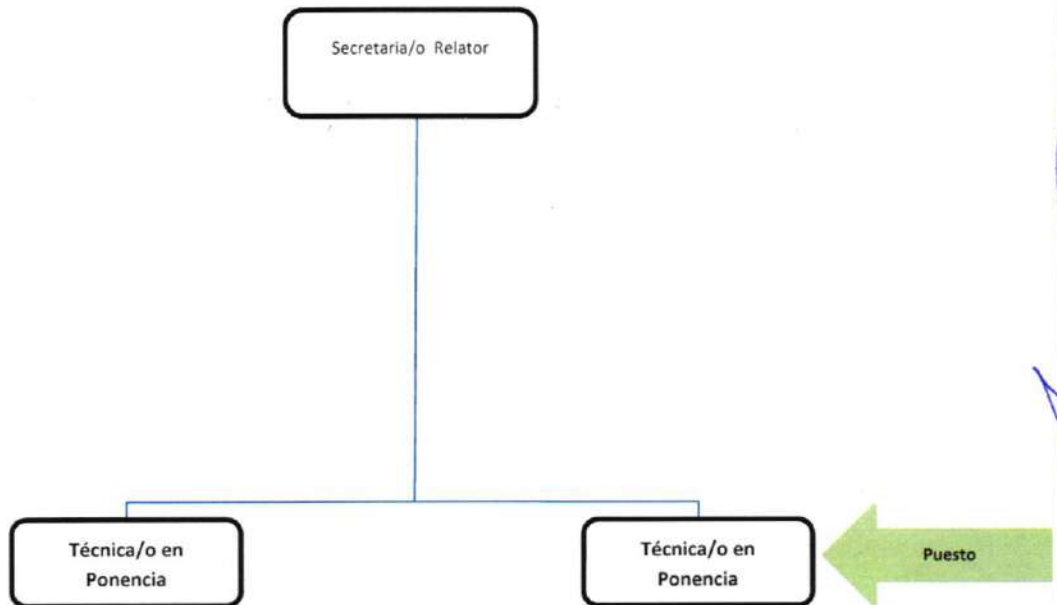 Secretaria/o Relator
Técnica/o en
Ponencia
Técnica/o en
Ponencia
Puesto